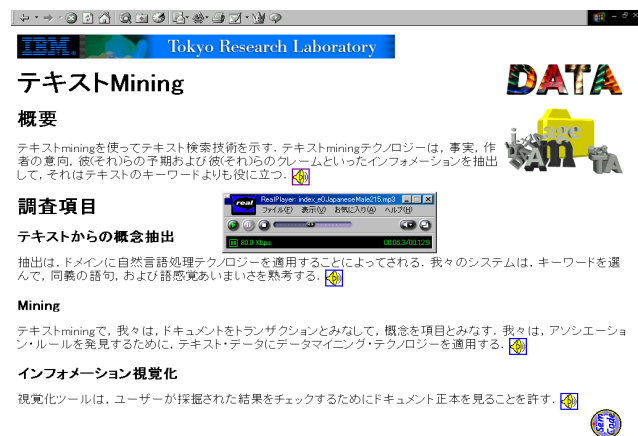 IBM.
Tokyo Research Laboratory
テキストMining
DATA
概要
テキストminingを使ってテキスト検索技術を示す. テキストminingテクノロジーは, 事実, 作
者の意向, 彼(それ)らの予期および彼(それ)らのクレームといったインフォメーションを抽出
して, それはテキストのキーワードよりも役に立つ.
調査項目
real
RealPlayer: index_e0JapaneseMale215.mp3
ファイル(F) 表示(V) お気に入り(A) ヘルプ(H)
80.0 Kbps
00:06.3/00:12.9
テキストからの概念抽出
抽出は, ドメインに自然言語処理テクノロジーを適用することによってされる. 我々のシステムは, キーワードを選
んで, 同義の語句, および語感覚あいまいさを熟考する.
Mining
テキストminingで, 我々は, ドキュメントをトランザクションとみなして, 概念を項目とみなす. 我々は, アソシエーショ
ン・ルールを発見するために, テキスト・データにデータマイニング・テクノロジーを適用する.
インフォメーション視覚化
視覚化ツールは, ユーザーが採掘された結果をチェックするためにドキュメント正本を見ることを許す.
Sem
Code